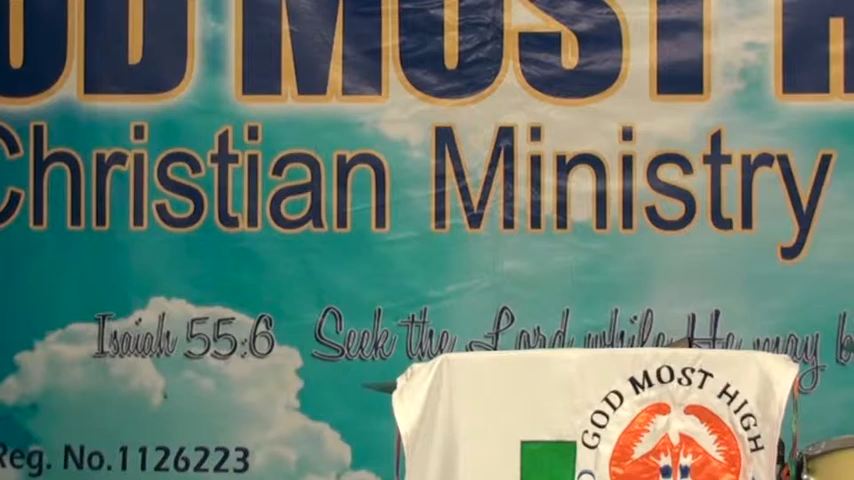 OD MOST H
Christian Ministry
Isaiah 55:6 Seek the Lord while He may b
Reg. No.1126223
GOD MOST HIGH